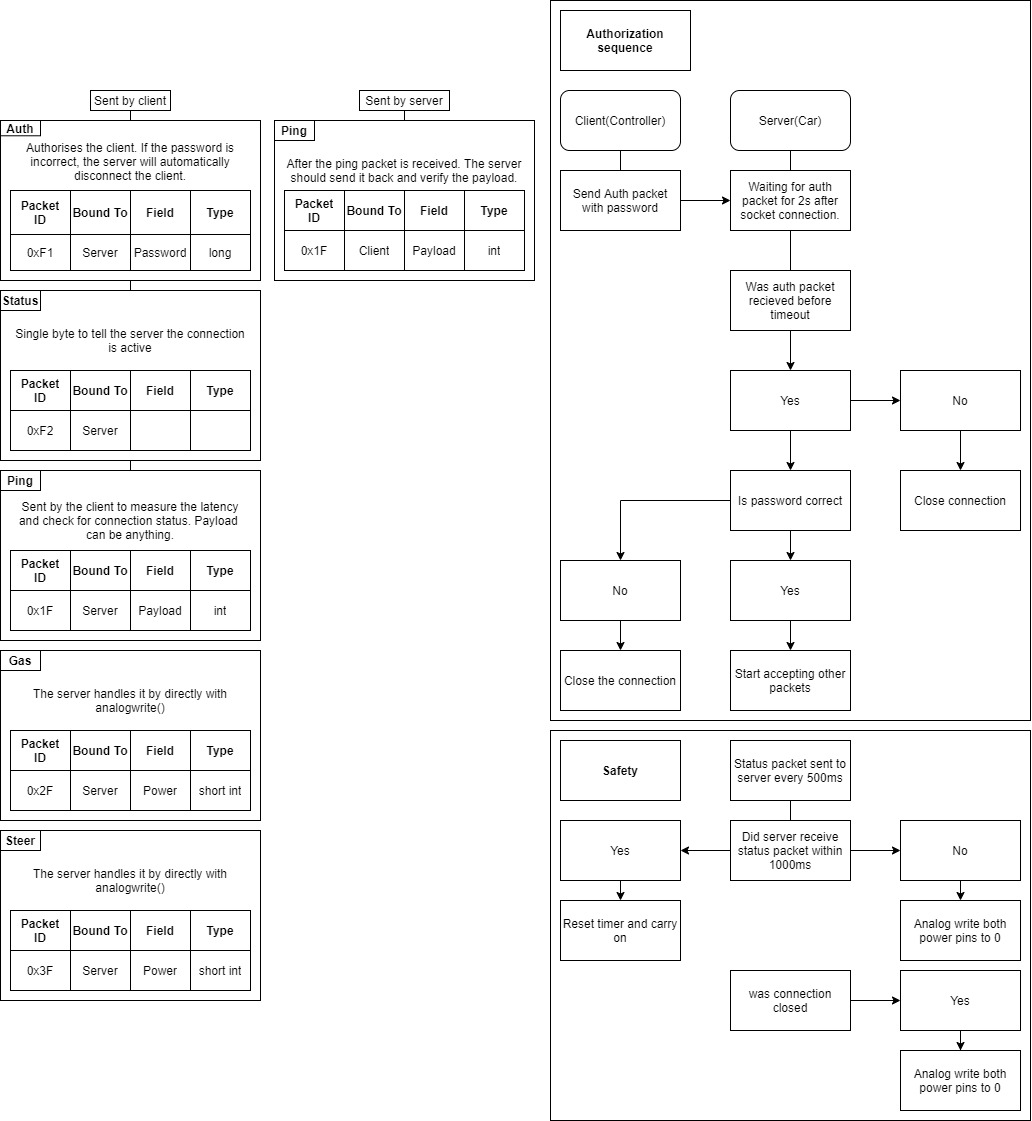 Sent by client
Auth
Authorises the client. If the password is
incorrect, the server will automatically
disconnect the client.
Packet
ID
Bound To
Field
Type
0xF1
Server
Password
long
Status
Single byte to tell the server the connection
is active
Packet
ID
Bound To
Field
Type
0xF2
Server
Ping
Sent by the client to measure the latency
and check for connection status. Payload
can be anything.
Packet
ID
Bound To
Field
Type
0x1F
Server
Payload
int
Gas
The server handles it by directly with
analogwrite()
Packet
ID
Bound To
Field
Type
0x2F
Server
Power
short int
Steer
The server handles it by directly with
analogwrite()
Packet
ID
Bound To
Field
Type
0x3F
Server
Power
short int
Sent by server
Ping
After the ping packet is received. The server
should send it back and verify the payload.
Packet
ID
Bound To
Field
Type
0x1F
Client
Payload
int
Authorization
sequence
Client(Controller)
Server(Car)
Send Auth packet
with password
Waiting for auth
packet for 2s after
socket connection.
Was auth packet
recieved before
timeout
Yes
No
Is password correct
Close connection
No
Yes
Close the connection
Start accepting other
packets
Safety
Status packet sent to
server every 500ms
Yes
Did server receive
status packet within
1000ms
No
Reset timer and carry
on
Analog write both
power pins to 0
was connection
closed
Yes
Analog write both
power pins to 0